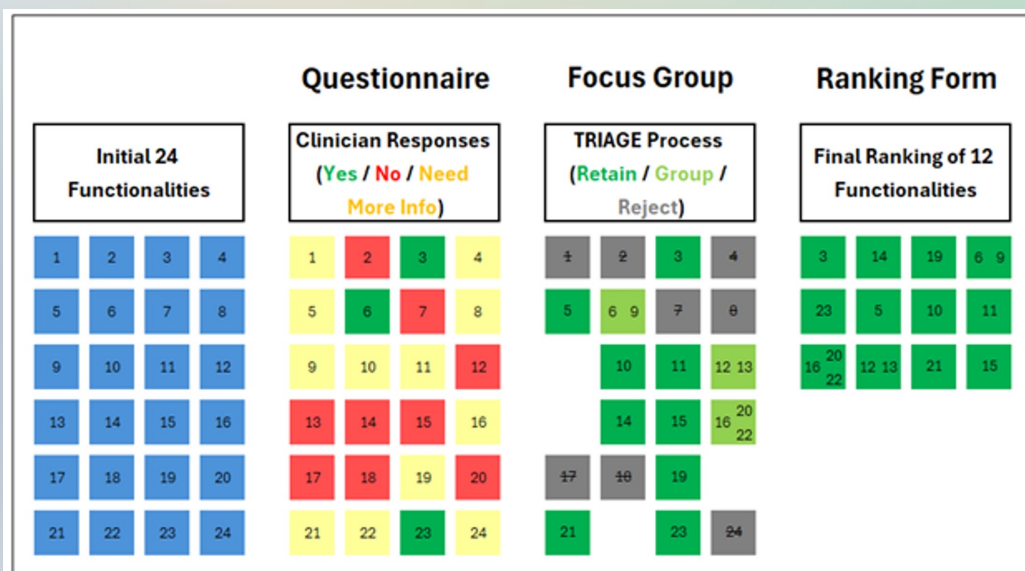 Questionnaire Focus Group Ranking Form
Initial 24
Functionalities
Clinician Responses
(Yes / No / Need
More Info)
TRIAGE Process
(Retain / Group /
Reject)
Final Ranking of 12
Functionalities
1 2 3 4
5 6 7 8
9 10 11 12
13 14 15 16
17 18 19 20
21 22 23 24
1 2 3 4
5 6 7 8
9 10 11 12
13 14 15 16
17 18 19 20
21 22 23 24
1 2 3 4
5 6 9 7 8
10 11 12 13
14 15 16 20
22
17 18 19
21 23 24
3 14 19 6 9
23 5 10 11
16 20
22 12 13 21 15